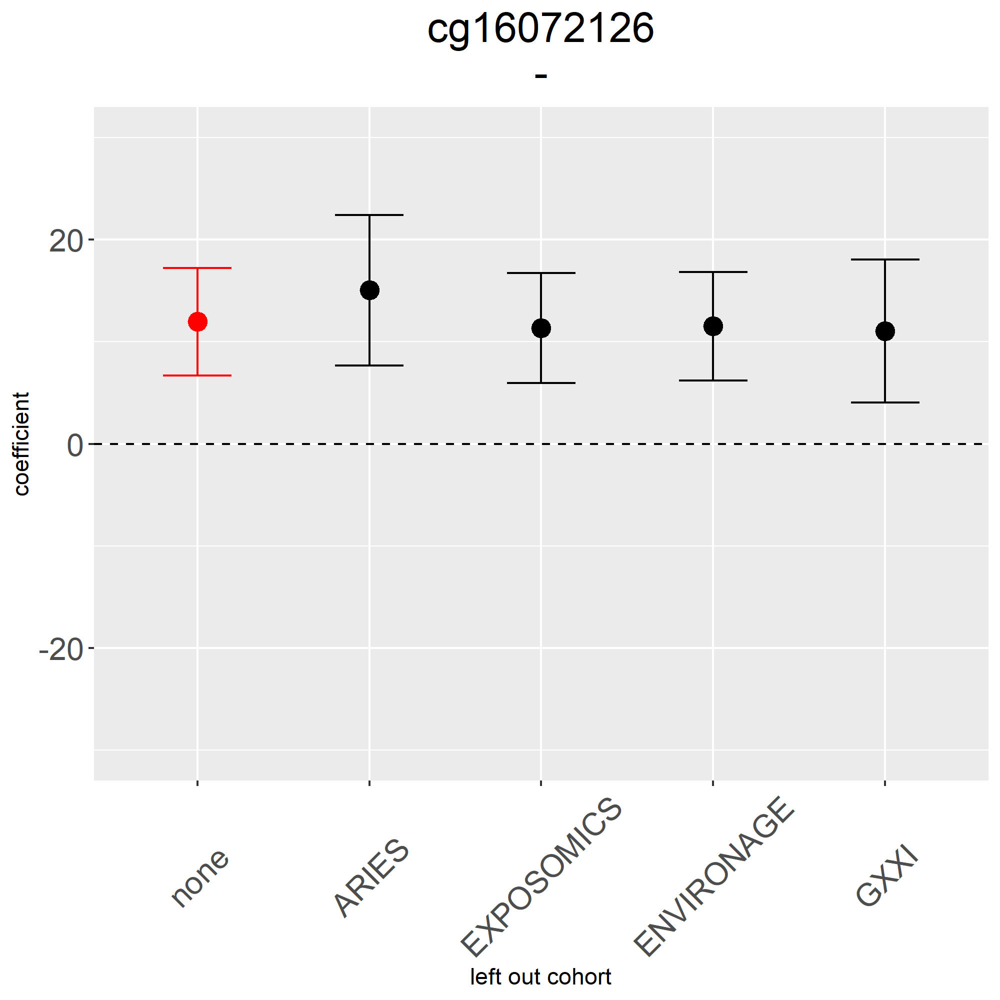 cg16072126
-
20
0
-20
coefficient
none
ARIES
EXPOSOMICS
ENVIRONAGE
GXXI
left out cohort